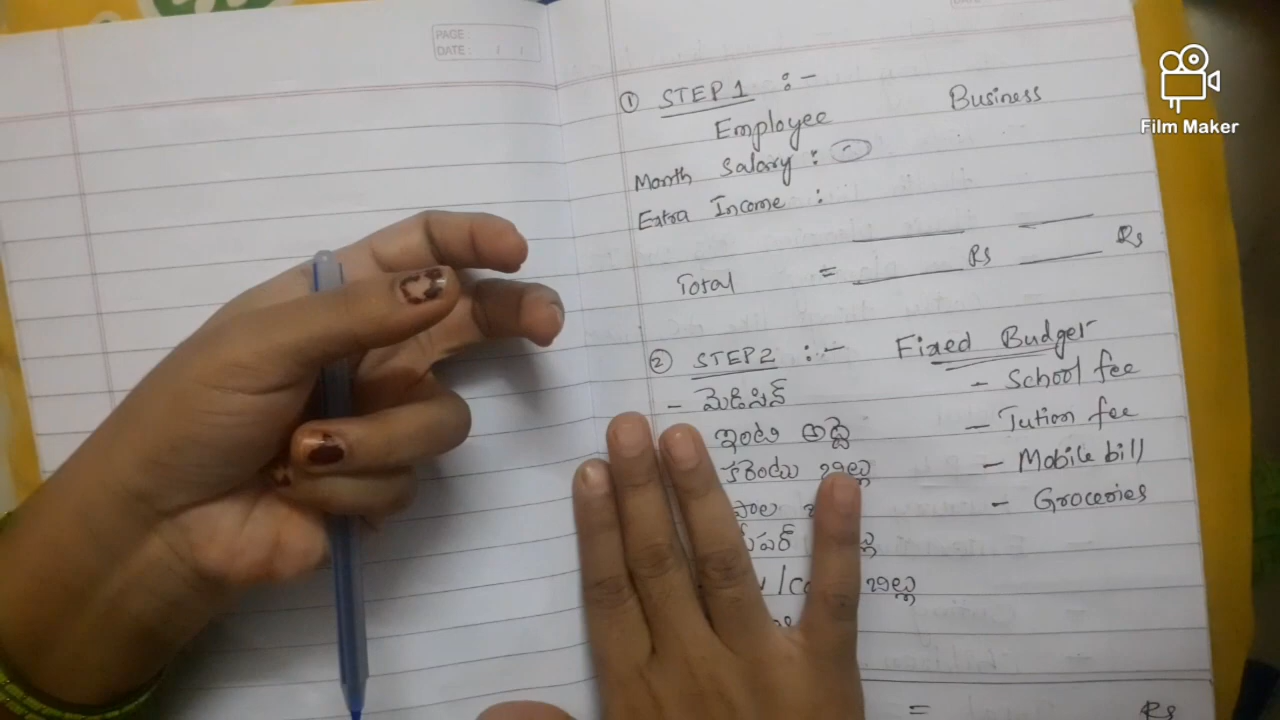 PAGE :
DATE : / /
① STEP 1 :-
Employee Business
Month Salary :
Extra Income :
Total = Rs Rs
② STEP 2 :- Fixed Budget
- మెడిసిన్ - School fee
ఇంటి అద్దె - Tution fee
కరెంటు బిల్లు - Mobile bill
పాల - Groceries
బిల్లు
= Rs
Film Maker